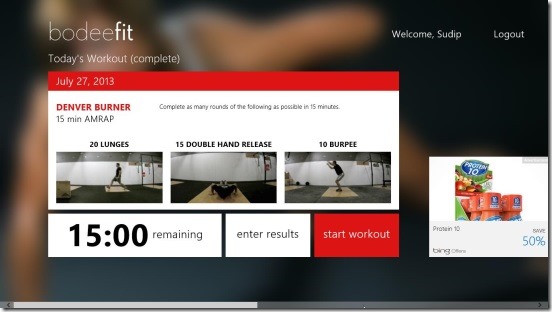 bodeefit
Welcome, Sudip
Logout
Today's Workout (complete)
July 27, 2013
DENVER BURNER
Complete as many rounds of the following as possible in 15 minutes.
15 min AMRAP
20 LUNGES
15 DOUBLE HAND RELEASE
10 BURPEE
15:00 remaining
enter results
start workout
PROTEIN
10
Protein 10
SAVE
50%
bing Offers